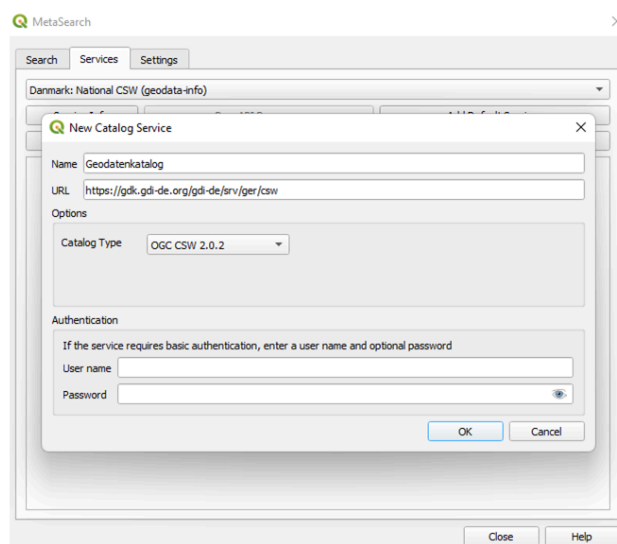 MetaSearch
Search Services Settings
Danmark: National CSW (geodata-info)
New Catalog Service
Name Geodatenkatalog
URL https://gdk.gdi-de.org/gdi-de/srv/ger/csw
Options
Catalog Type OGC CSW 2.0.2
Authentication
If the service requires basic authentication, enter a user name and optional password
User name
Password
OK Cancel
Close Help